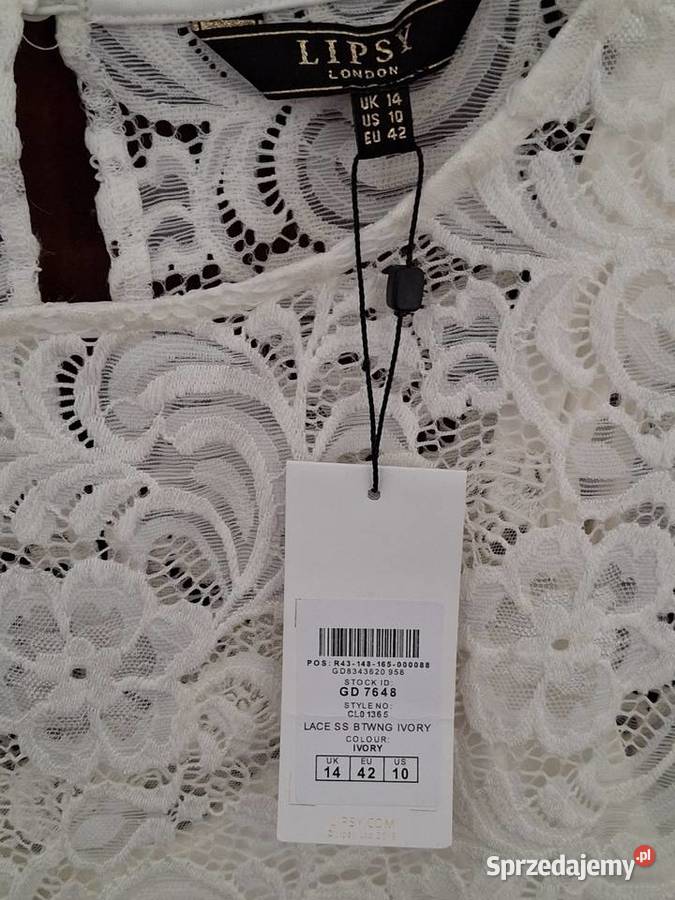 LIPSY
LONDON
UK 14
US 10
EU 42
POS: R43-148-165-000088
GD8343620 958
STOCK ID:
GD 7648
STYLE NO:
CL01365
LACE SS BTWNG IVORY
COLOUR:
IVORY
UK EU US
14 42 10
LIPSY.COM
Sprzedajemy.pl